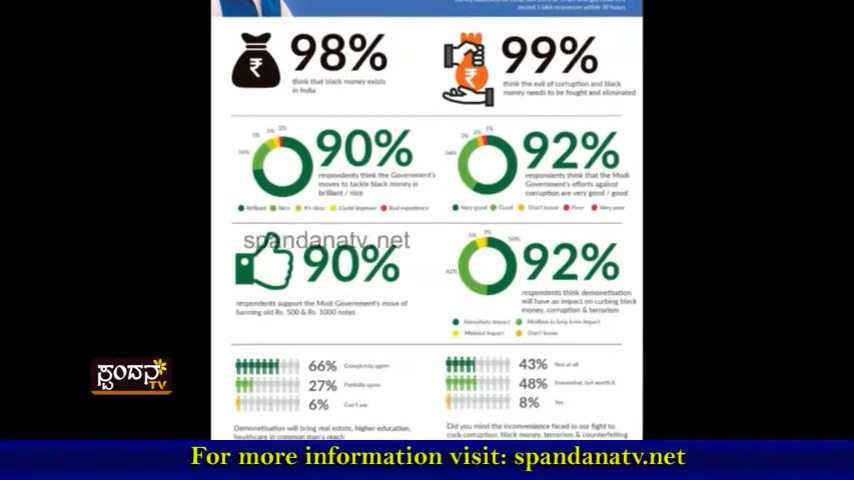 second 5 lakh responses within 30 hours
98%
think that black money exists
in India
99%
think the evil of corruption and black
money needs to be fought and eliminated
90%
respondents think the Government's
moves to tackle black money in
brilliant / nice
Brilliant Nice It's okay Bad experience
92%
respondents think that the Modi
Government's efforts against
corruption are very good / good
Very good Good Don't know Poor Very poor
spandanatv.net
90%
respondents support the Modi Government's move of
banning old Rs. 500 & Rs. 1000 notes
92%
respondents think demonetisation
will have an impact on curbing black
money, corruption & terrorism
Immediate impact Medium to long term impact
Minimal impact Don't know
66% Completely agree
27% Partially agree
6% Can't say
Demonetisation will bring real estate, higher education,
healthcare in common man's reach
43% Not at all
48% Somewhat, but worth it
8% Yes
Did you mind the inconvenience faced in our fight to
curb corruption, black money, terrorism & counterfeiting
ಸ್ಪಂದನ
TV
For more information visit: spandanatv.net